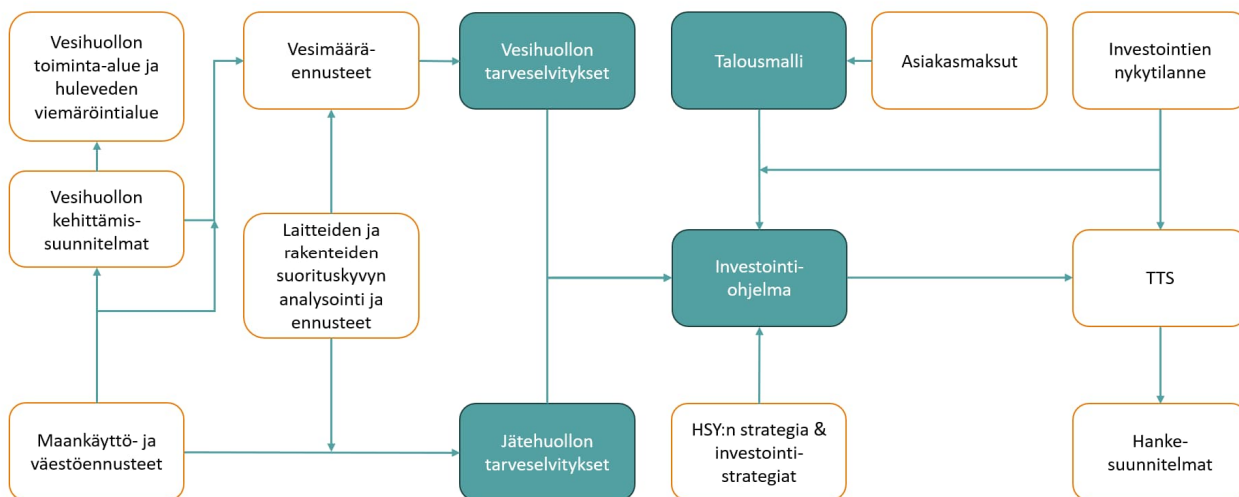 Vesihuollon
toiminta-alue ja
huleveden
viemäröintialue
Vesimäärä-
ennusteet
Vesihuollon
tarveselvitykset
Talousmalli
Asiakasmaksut
Investointien
nykytilanne
Vesihuollon
kehittämis-
suunnitelmat
Laitteiden ja
rakenteiden
suorituskyvyn
analysointi ja
ennusteet
Investointi-
ohjelma
TTS
Maankäyttö- ja
väestöennusteet
Jätehuollon
tarveselvitykset
HSY:n strategia &
investointi-
strategiat
Hanke-
suunnitelmat